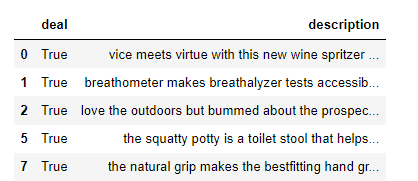 deal description
0 True vice meets virtue with this new wine spritzer ...
1 True breathometer makes breathalyzer tests accessib...
2 True love the outdoors but bummed about the prospec...
5 True the squatty potty is a toilet stool that helps...
7 True the natural grip makes the bestfitting hand gr...